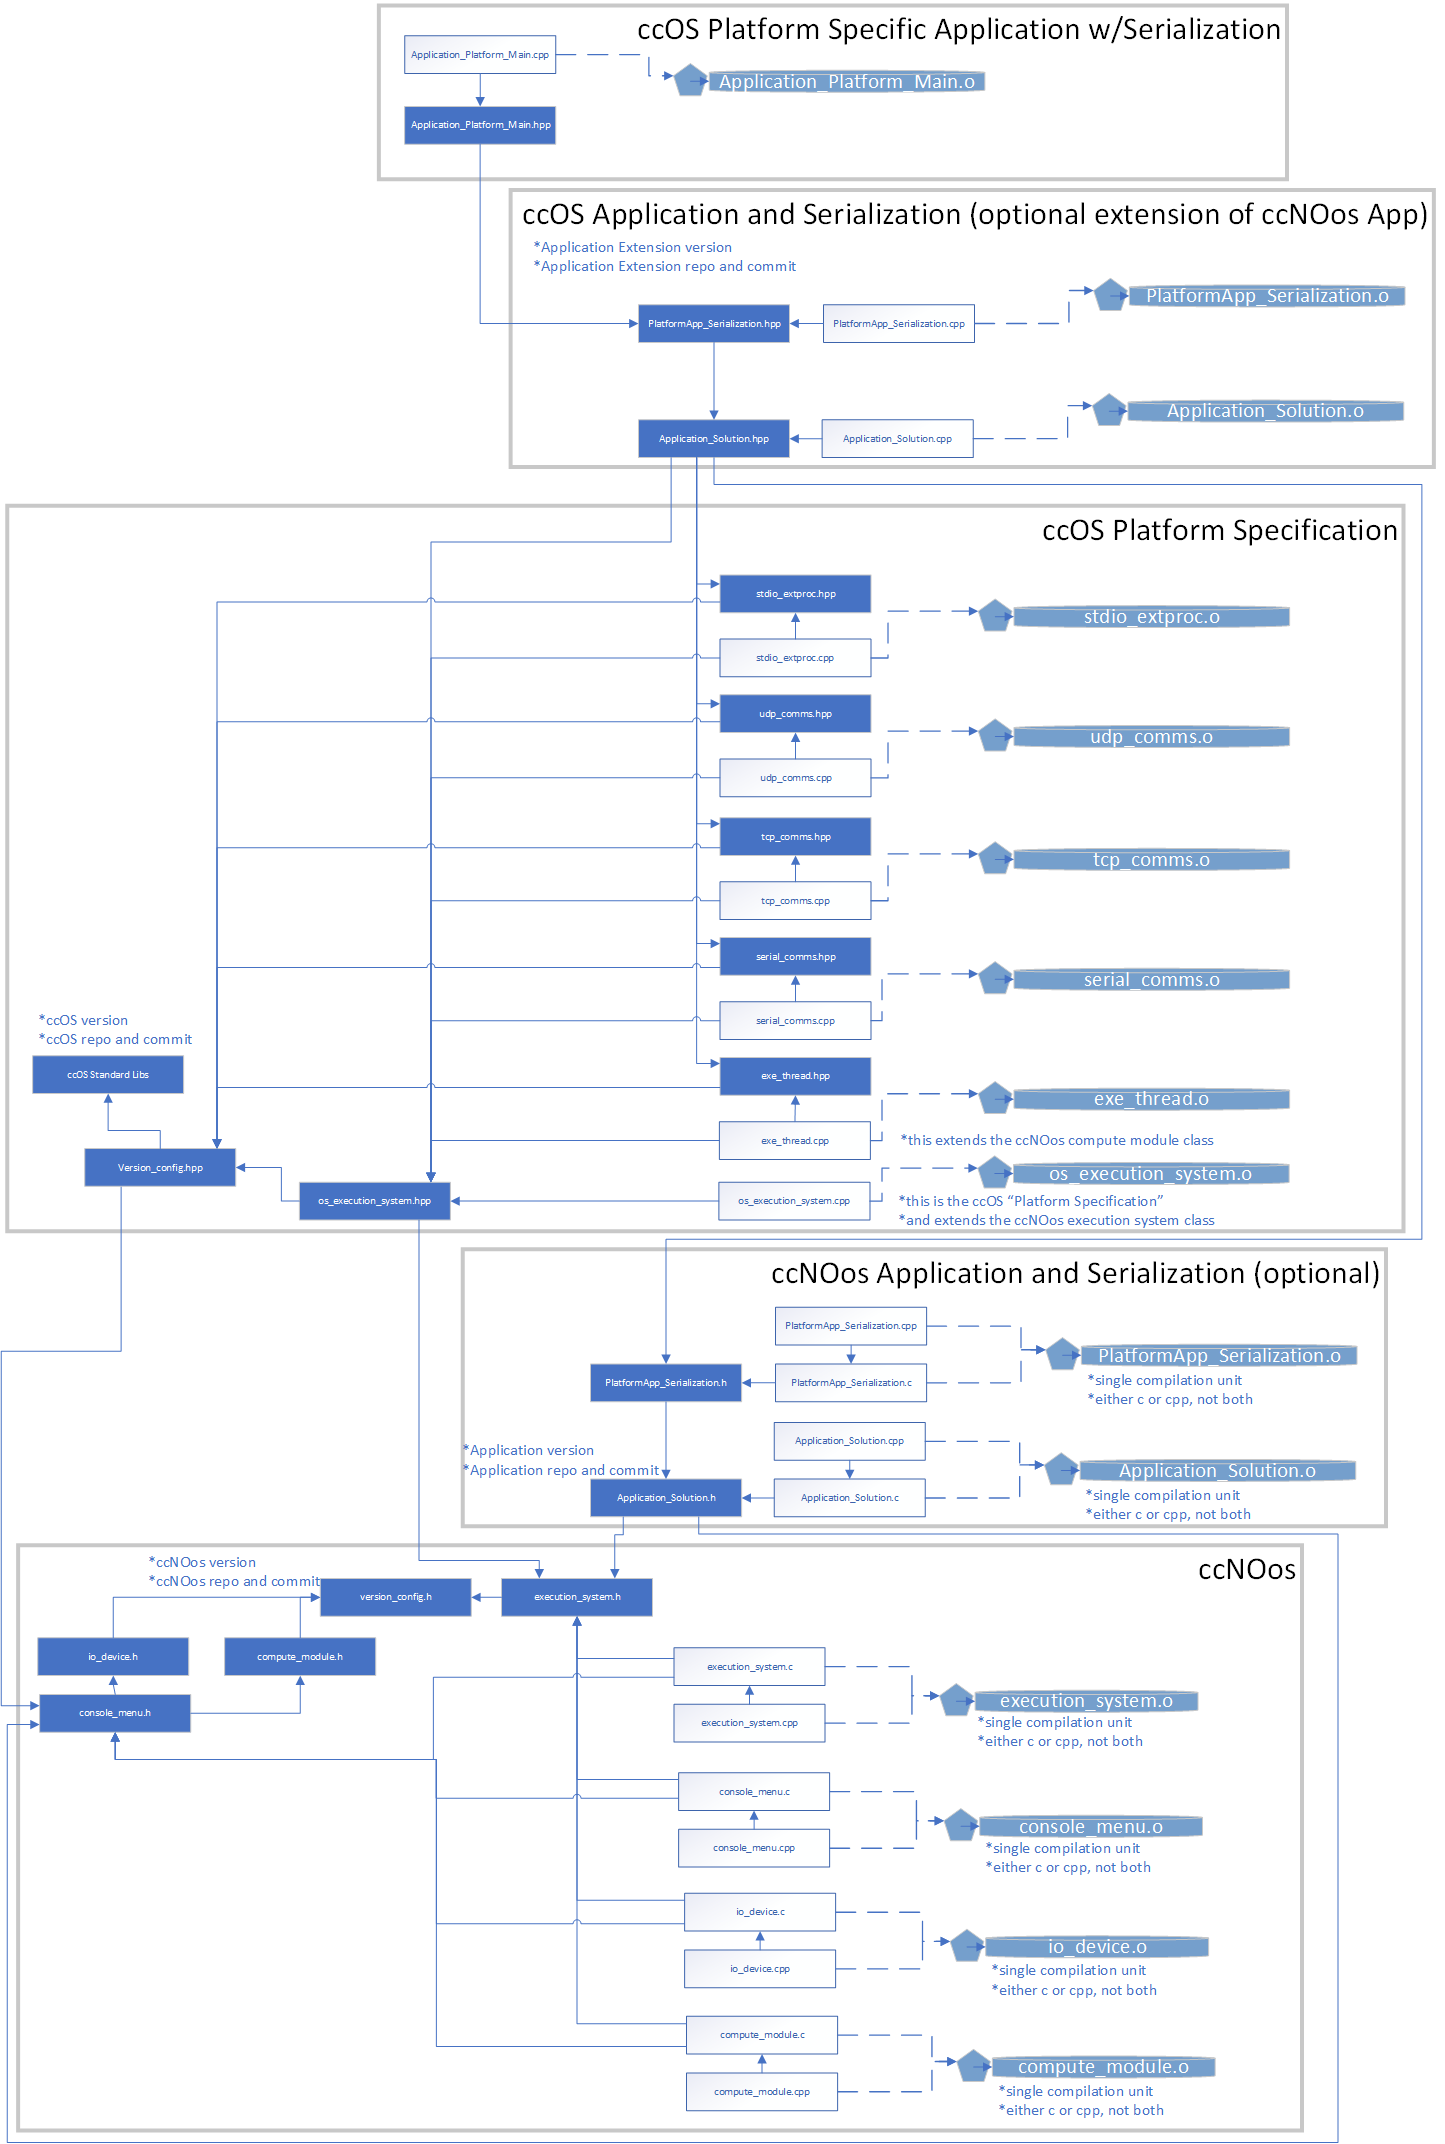 ccOS Platform Specific Application w/Serialization
Application_Platform_Main.cpp
Application_Platform_Main.o
Application_Platform_Main.hpp
ccOS Application and Serialization (optional extension of ccNOos App)
*Application Extension version
*Application Extension repo and commit
PlatformApp_Serialization.o
PlatformApp_Serialization.hpp
PlatformApp_Serialization.cpp
Application_Solution.o
Application_Solution.hpp
Application_Solution.cpp
ccOS Platform Specification
stdio_extproc.hpp
stdio_extproc.o
stdio_extproc.cpp
udp_comms.hpp
udp_comms.o
udp_comms.cpp
tcp_comms.hpp
tcp_comms.o
tcp_comms.cpp
serial_comms.hpp
serial_comms.o
serial_comms.cpp
*ccOS version
*ccOS repo and commit
ccOS Standard Libs
exe_thread.hpp
exe_thread.o
exe_thread.cpp
*this extends the ccNOos compute module class
Version_config.hpp
os_execution_system.o
os_execution_system.hpp
os_execution_system.cpp
*this is the ccOS “Platform Specification”
*and extends the ccNOos execution system class
ccNOos Application and Serialization (optional)
PlatformApp_Serialization.cpp
PlatformApp_Serialization.o
PlatformApp_Serialization.h
PlatformApp_Serialization.c
*single compilation unit
*either c or cpp, not both
Application_Solution.cpp
*Application version
*Application repo and commit
Application_Solution.o
Application_Solution.h
Application_Solution.c
*single compilation unit
*either c or cpp, not both
ccNOos
*ccNOos version
*ccNOos repo and commit
version_config.h
execution_system.h
io_device.h
compute_module.h
execution_system.c
execution_system.o
console_menu.h
execution_system.cpp
*single compilation unit
*either c or cpp, not both
console_menu.c
console_menu.o
console_menu.cpp
*single compilation unit
*either c or cpp, not both
io_device.c
io_device.o
io_device.cpp
*single compilation unit
*either c or cpp, not both
compute_module.c
compute_module.o
compute_module.cpp
*single compilation unit
*either c or cpp, not both